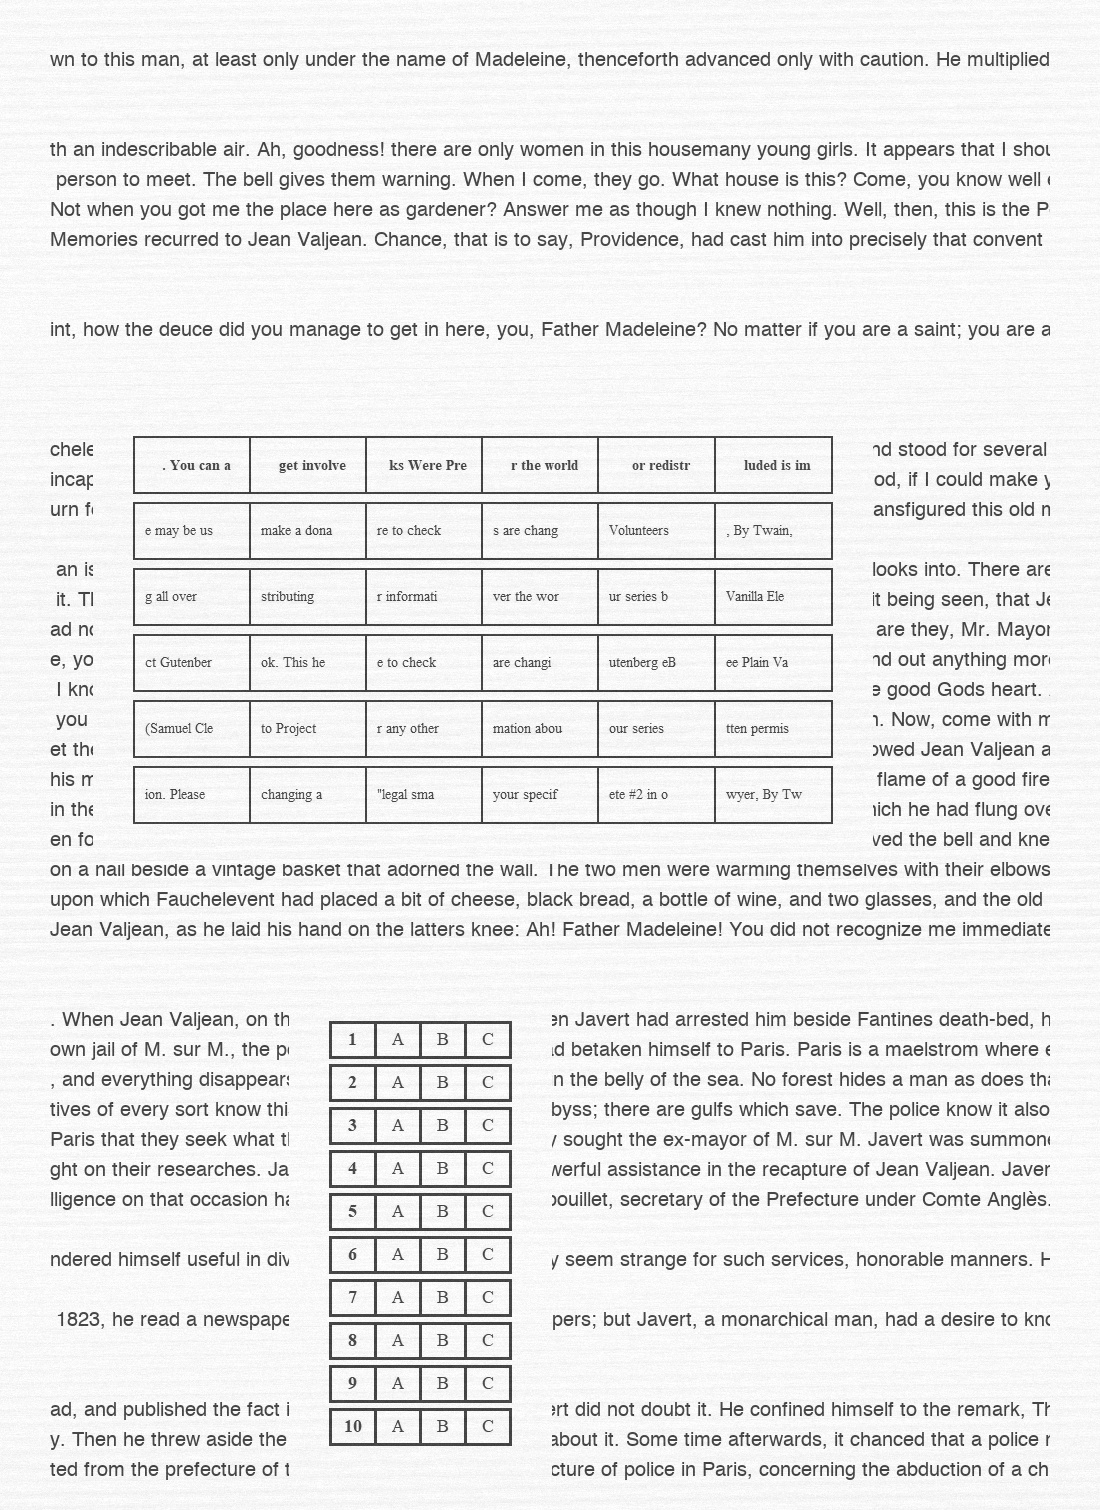 wn to this man, at least only under the name of Madeleine, thenceforth advanced only with caution. He multiplied
th an indescribable air. Ah, goodness! there are only women in this housemany young girls. It appears that I shou
person to meet. The bell gives them warning. When I come, they go. What house is this? Come, you know well
Not when you got me the place here as gardener? Answer me as though I knew nothing. Well, then, this is the P
Memories recurred to Jean Valjean. Chance, that is to say, Providence, had cast him into precisely that convent
int, how the deuce did you manage to get in here, you, Father Madeleine? No matter if you are a saint; you are a
. You can a get involve ks Were Pre r the world or redistr luded is im
e may be us make a dona re to check s are chang Volunteers , By Twain,
g all over stributing r informati ver the wor ur series b Vanilla Ele
ct Gutenber ok. This he e to check are changi utenberg eB ee Plain Va
(Samuel Cle to Project r any other mation abou our series tten permis
ion. Please changing a "legal sma your specif ete #2 in o wyer, By Tw
chele nd stood for several
incap od, if I could make y
urn fo ansfigured this old m
an is looks into. There are
it. Th it being seen, that Je
ad no are they, Mr. Mayor
e, yo nd out anything more
I kno e good Gods heart.
you n. Now, come with m
et the owed Jean Valjean a
his m flame of a good fire
in the hich he had flung ove
en fo ved the bell and kne
on a nail beside a vintage basket that adorned the wall. The two men were warming themselves with their elbows
upon which Fauchelevent had placed a bit of cheese, black bread, a bottle of wine, and two glasses, and the old
Jean Valjean, as he laid his hand on the latters knee: Ah! Father Madeleine! You did not recognize me immediate
. When Jean Valjean, on th en Javert had arrested him beside Fantines death-bed, h
own jail of M. sur M., the po ad betaken himself to Paris. Paris is a maelstrom where e
, and everything disappears n the belly of the sea. No forest hides a man as does tha
tives of every sort know thi byss; there are gulfs which save. The police know it also
Paris that they seek what th y sought the ex-mayor of M. sur M. Javert was summone
ght on their researches. Ja werful assistance in the recapture of Jean Valjean. Javer
lligence on that occasion ha bouillet, secretary of the Prefecture under Comte Anglès.
ndered himself useful in div y seem strange for such services, honorable manners. H
1823, he read a newspape pers; but Javert, a monarchical man, had a desire to kno
ad, and published the fact i ert did not doubt it. He confined himself to the remark, Th
y. Then he threw aside the about it. Some time afterwards, it chanced that a police r
ted from the prefecture of t cture of police in Paris, concerning the abduction of a ch
1 A B C
2 A B C
3 A B C
4 A B C
5 A B C
6 A B C
7 A B C
8 A B C
9 A B C
10 A B C